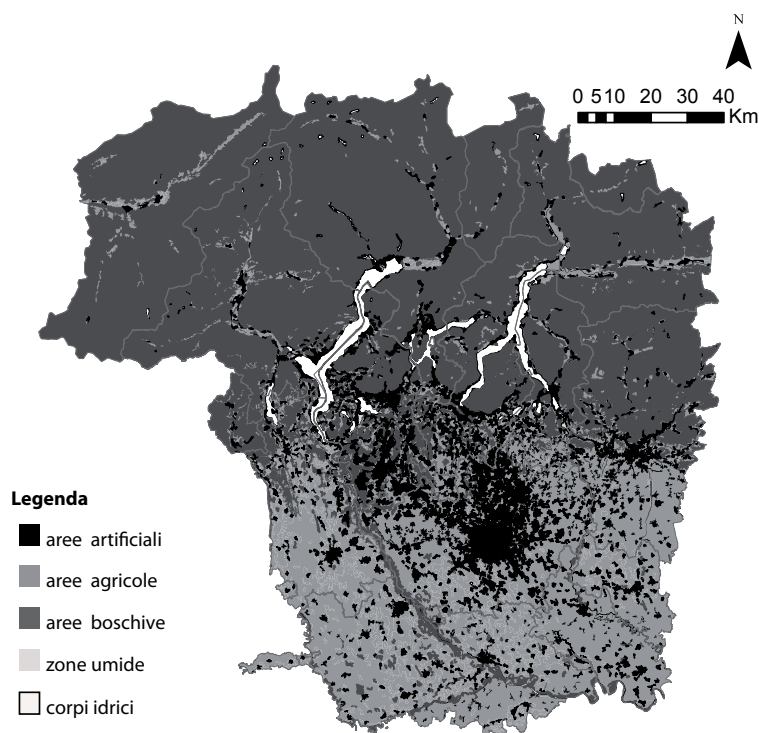 N
0 5 10 20 30 40
Km
Legenda
aree artificiali
aree agricole
aree boschive
zone umide
corpi idrici